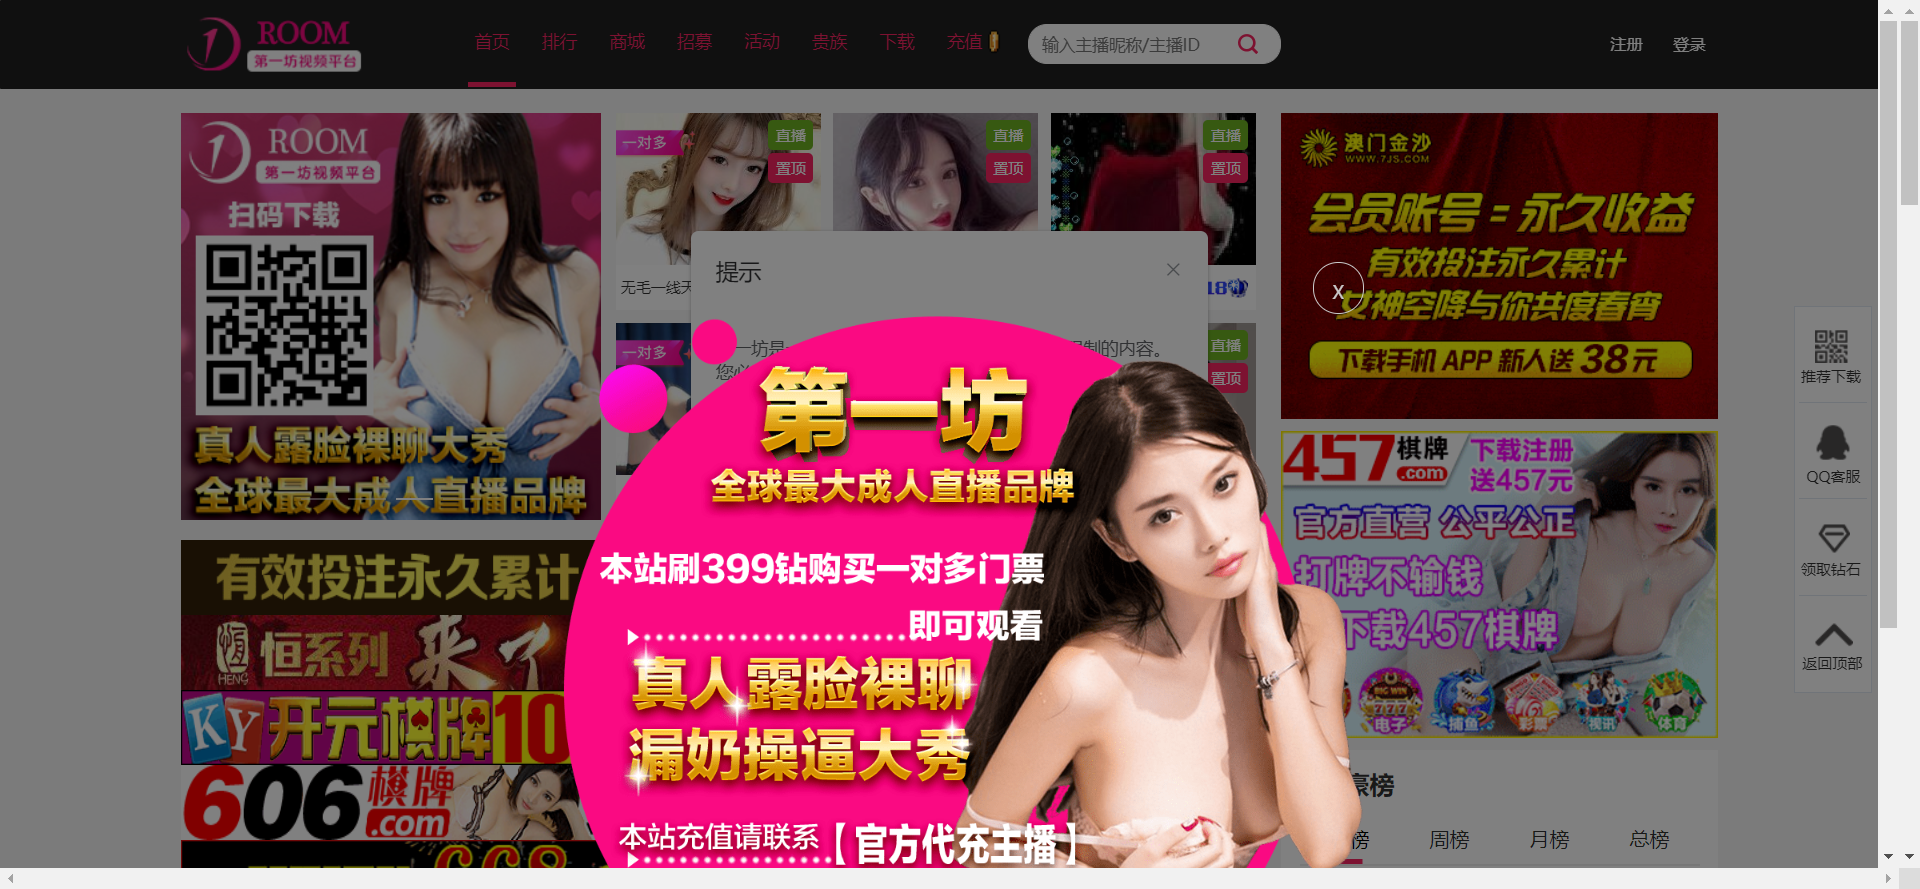 ROOM
第一坊视频平台
首页
排行
商城
招募
活动
贵族
下载
充值
输入主播昵称/主播ID
注册
登录
ROOM
第一坊视频平台
扫码下载
真人露脸裸聊大秀
全球最大成人直播品牌
一对多
直播
置顶
直播
置顶
直播
置顶
无毛一线天
一对多
直播
置顶
提示
限制的内容。
x
第一坊
全球最大成人直播品牌
本站刷399钻购买一对多门票
即可观看
真人露脸裸聊
漏奶操逼大秀
本站充值请联系【官方代充主播】
澳门金沙
WWW.7JS.COM
会员账号=永久收益
有效投注永久累计
女神空降与你共度春宵
下载手机 APP 新人送 38元
457棋牌
.com
下载注册
送457元
官方直营 公平公正
打牌不输钱
下载457棋牌
BIG WIN
777
电子
捕鱼
彩票
视讯
体育
有效投注永久累计
恒
HENG
恒系列 来了
KY 开元棋牌10
606棋牌
.com
668
豪榜
榜
周榜
月榜
总榜
推荐下载
QQ客服
领取钻石
返回顶部